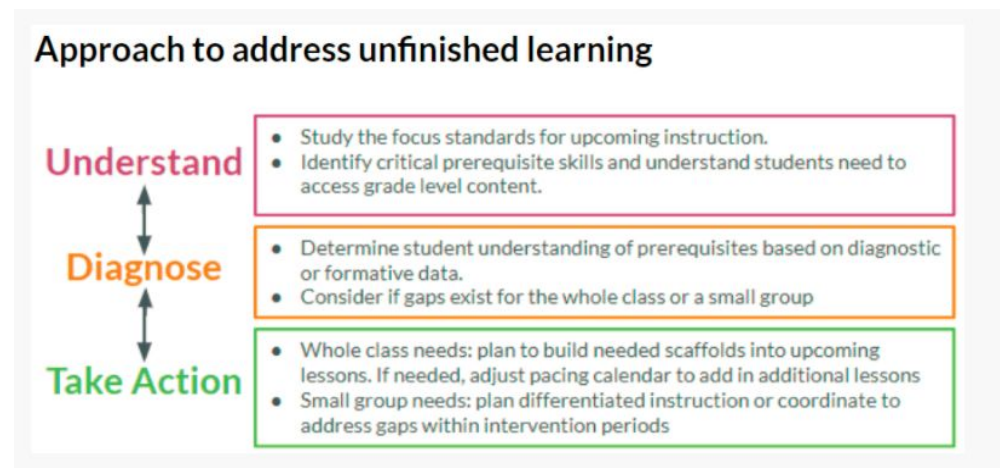 Approach to address unfinished learning
Understand
● Study the focus standards for upcoming instruction.
● Identify critical prerequisite skills and understand students need to
access grade level content.
Diagnose
● Determine student understanding of prerequisites based on diagnostic
or formative data.
● Consider if gaps exist for the whole class or a small group
Take Action
● Whole class needs: plan to build needed scaffolds into upcoming
lessons. If needed, adjust pacing calendar to add in additional lessons
● Small group needs: plan differentiated instruction or coordinate to
address gaps within intervention periods